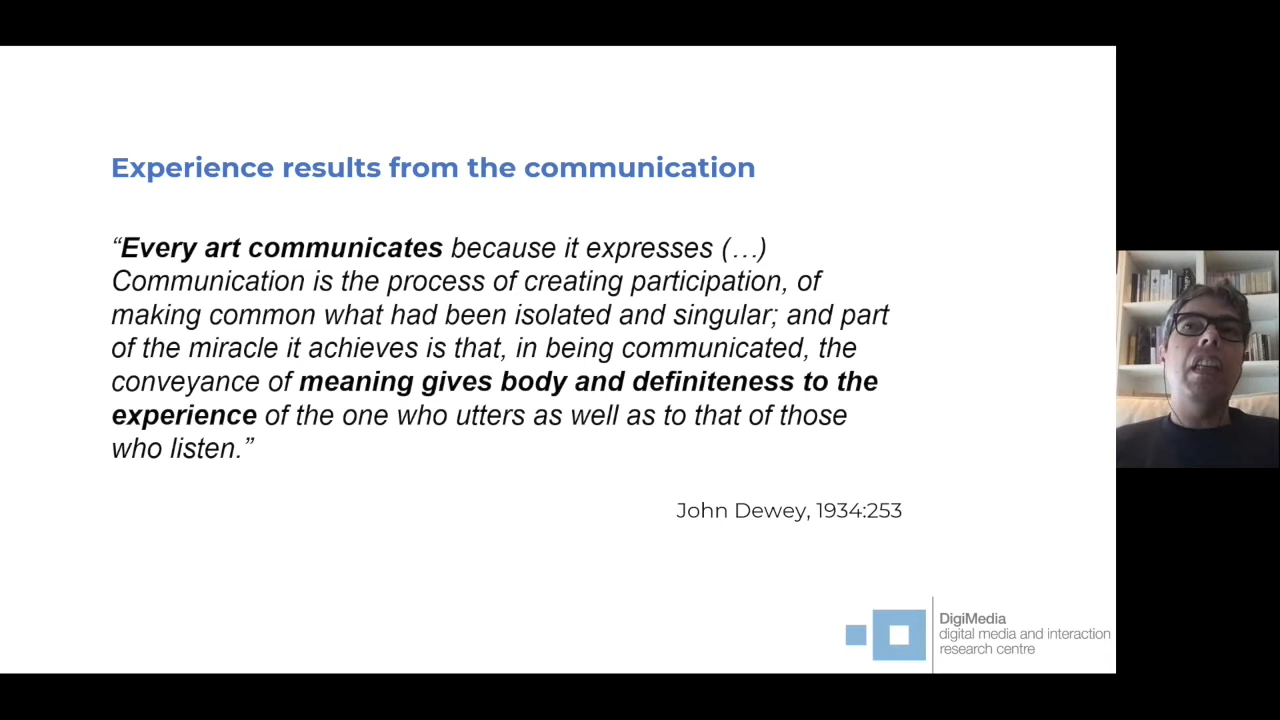 Experience results from the communication
“Every art communicates because it expresses (…)
Communication is the process of creating participation, of
making common what had been isolated and singular; and part
of the miracle it achieves is that, in being communicated, the
conveyance of meaning gives body and definiteness to the
experience of the one who utters as well as to that of those
who listen.”
John Dewey, 1934:253
DigiMedia
digital media and interaction
research centre